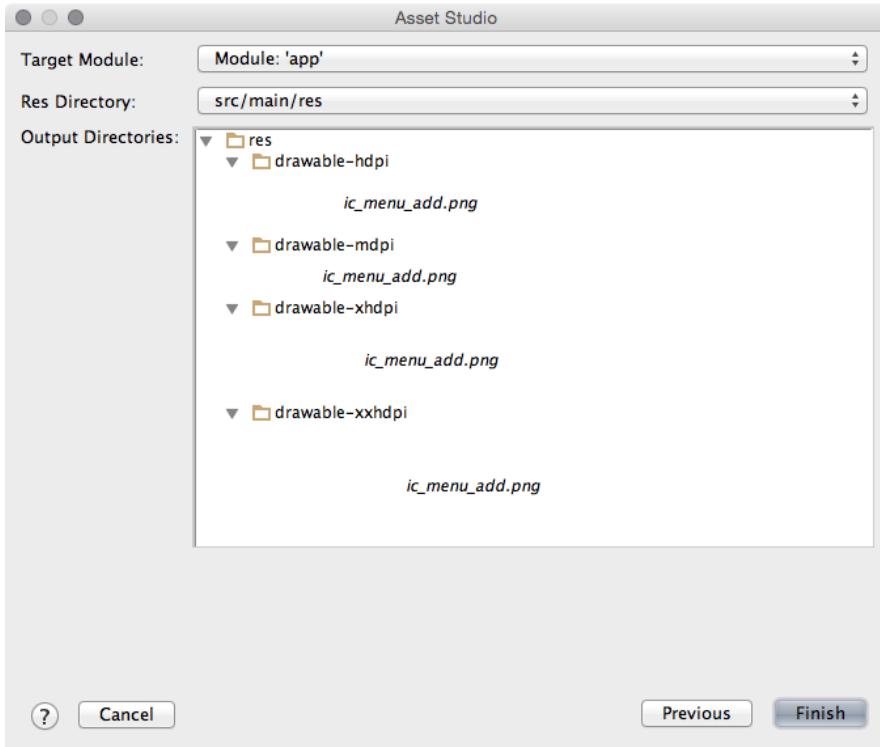 Asset Studio
Target Module: Module: 'app'
Res Directory: src/main/res
Output Directories: res
drawable-hdpi
ic_menu_add.png
drawable-mdpi
ic_menu_add.png
drawable-xhdpi
ic_menu_add.png
drawable-xxhdpi
ic_menu_add.png
? Cancel Previous Finish